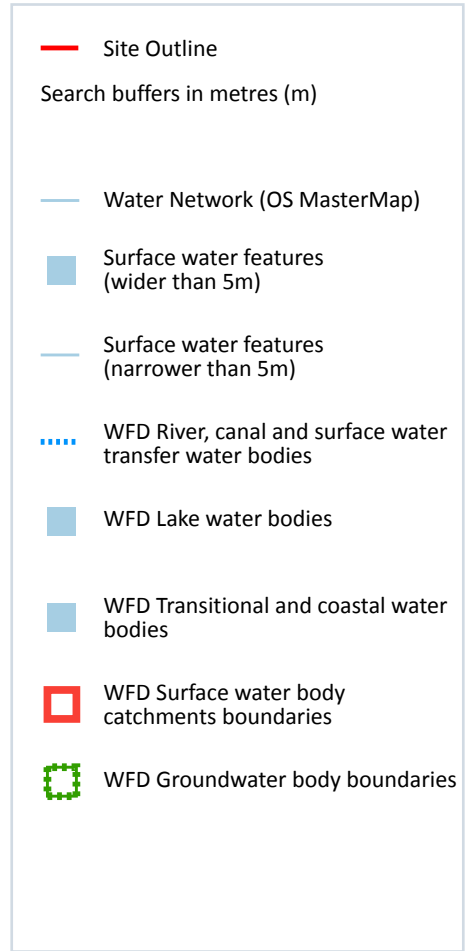 Site Outline
Search buffers in metres (m)
Water Network (OS MasterMap)
Surface water features
(wider than 5m)
Surface water features
(narrower than 5m)
WFD River, canal and surface water
transfer water bodies
WFD Lake water bodies
WFD Transitional and coastal water
bodies
WFD Surface water body
catchments boundaries
WFD Groundwater body boundaries